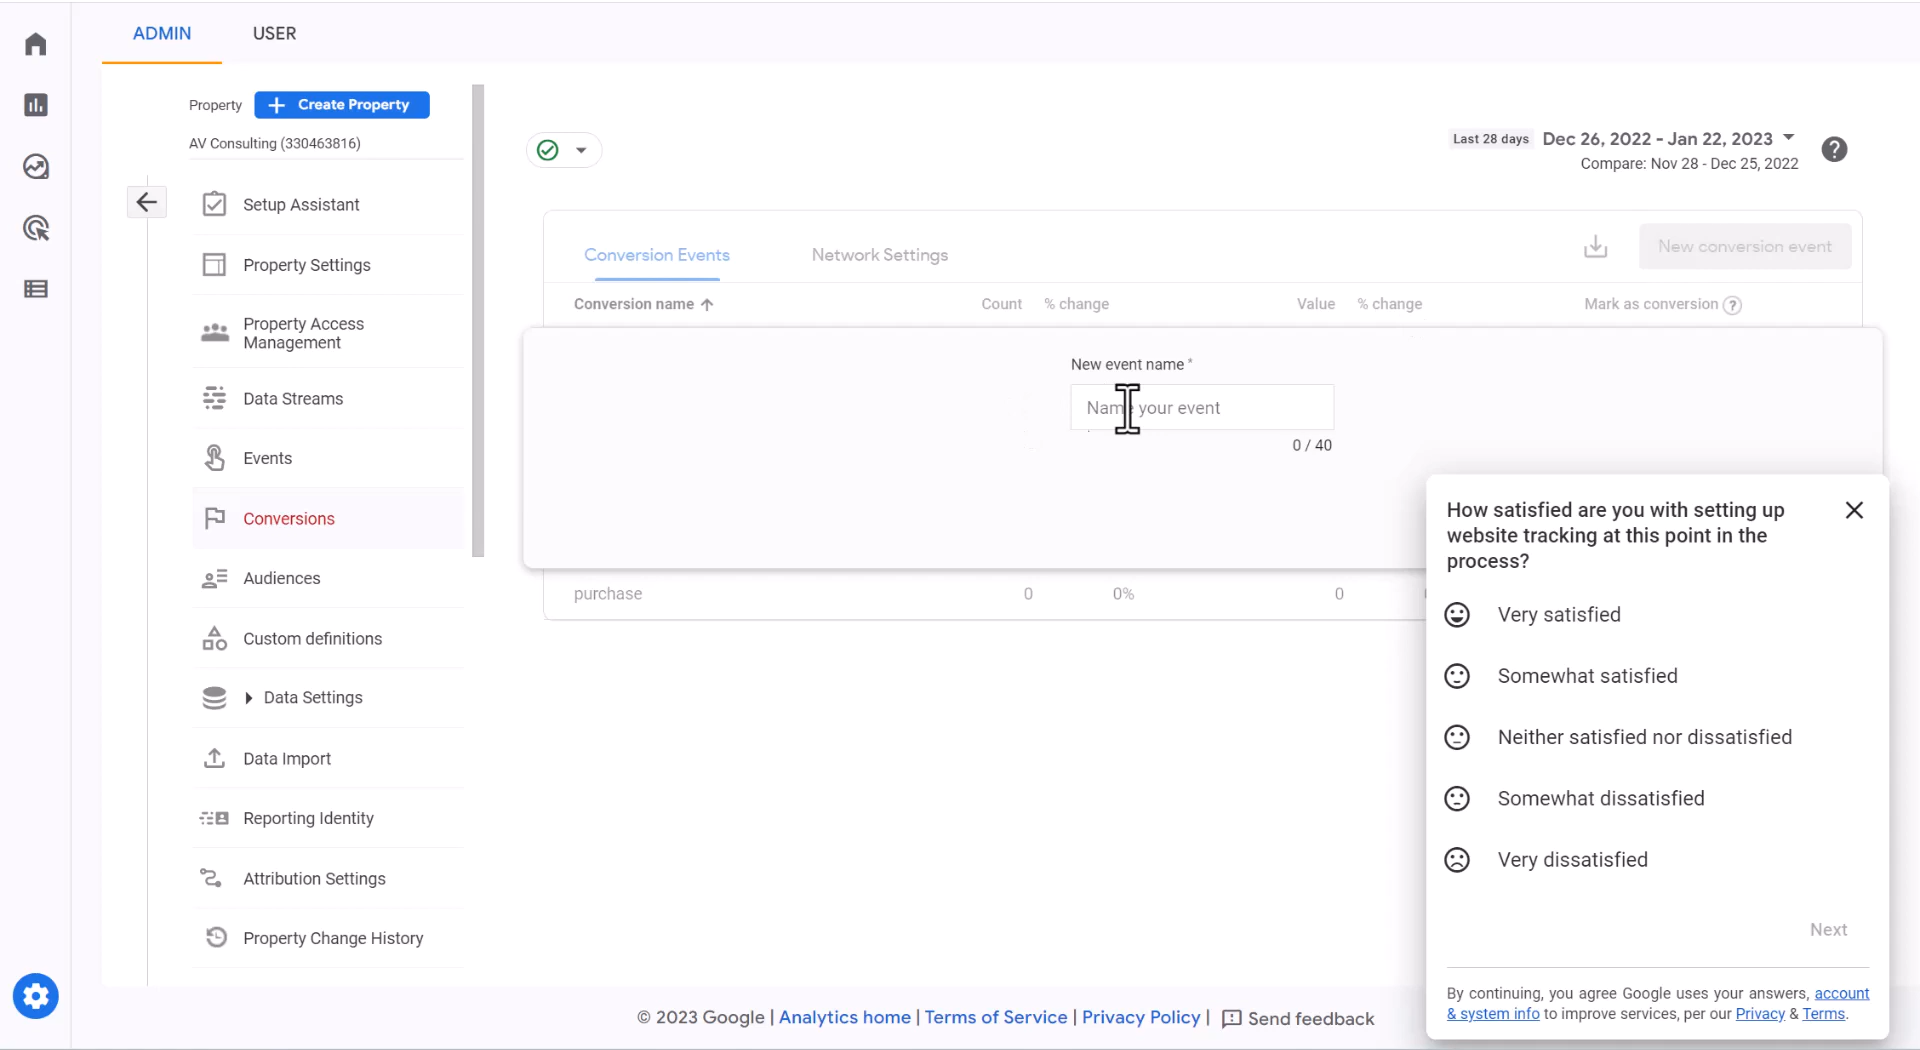 ADMIN
USER
Property
Create Property
AV Consulting (330463816)
Setup Assistant
Property Settings
Property Access
Management
Data Streams
Events
Conversions
Audiences
Custom definitions
Data Settings
Data Import
Reporting Identity
Attribution Settings
Property Change History
Last 28 days Dec 26, 2022 - Jan 22, 2023
Compare: Nov 28 - Dec 25, 2022
Conversion Events
Network Settings
New conversion event
Conversion name Count % change Value % change Mark as conversion
New event name *
Name your event
0 / 40
purchase 0 0% 0
How satisfied are you with setting up
website tracking at this point in the
process?
Very satisfied
Somewhat satisfied
Neither satisfied nor dissatisfied
Somewhat dissatisfied
Very dissatisfied
Next
By continuing, you agree Google uses your answers, account
& system info to improve services, per our Privacy & Terms.
© 2023 Google | Analytics home | Terms of Service | Privacy Policy | Send feedback